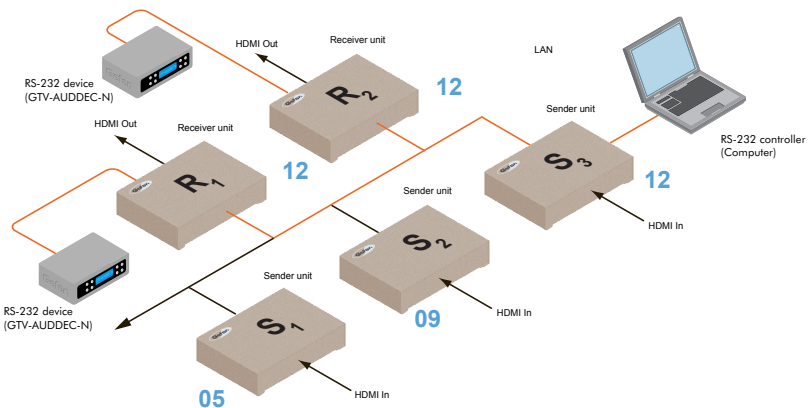 HDMI Out
Receiver unit
LAN
RS-232 device
(GTV-AUDDEC-N)
R2
12
Sender unit
RS-232 controller
(Computer)
HDMI Out
Receiver unit
R1
12
S3
12
HDMI In
Sender unit
S2
09
HDMI In
Sender unit
RS-232 device
(GTV-AUDDEC-N)
S1
05
HDMI In